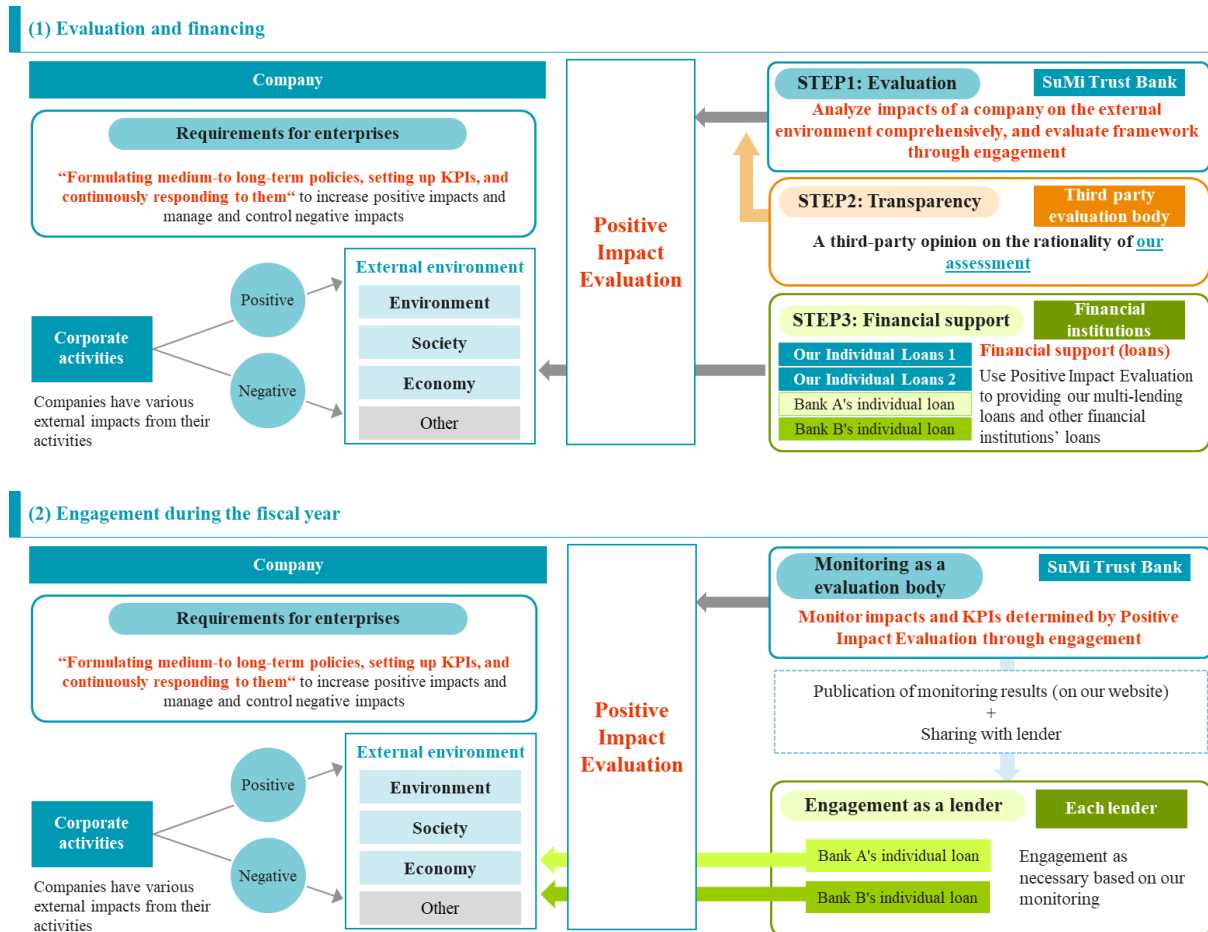 (1) Evaluation and financing
Company
Requirements for enterprises
“Formulating medium-to long-term policies, setting up KPIs, and
continuously responding to them“ to increase positive impacts and
manage and control negative impacts
Corporate
activities
Companies have various
external impacts from their
activities
Positive
Negative
External environment
Environment
Society
Economy
Other
Positive
Impact
Evaluation
STEP1: Evaluation
SuMi Trust Bank
Analyze impacts of a company on the external
environment comprehensively, and evaluate framework
through engagement
STEP2: Transparency
Third party
evaluation body
A third-party opinion on the rationality of our
assessment
STEP3: Financial support
Financial
institutions
Our Individual Loans 1
Our Individual Loans 2
Bank A's individual loan
Bank B's individual loan
Financial support (loans)
Use Positive Impact Evaluation
to providing our multi-lending
loans and other financial
institutions’ loans
(2) Engagement during the fiscal year
Company
Requirements for enterprises
“Formulating medium-to long-term policies, setting up KPIs, and
continuously responding to them“ to increase positive impacts and
manage and control negative impacts
Corporate
activities
Companies have various
external impacts from their
activities
Positive
Negative
External environment
Environment
Society
Economy
Other
Positive
Impact
Evaluation
Monitoring as a
evaluation body
SuMi Trust Bank
Monitor impacts and KPIs determined by Positive
Impact Evaluation through engagement
Publication of monitoring results (on our website)
+
Sharing with lender
Engagement as a lender
Each lender
Bank A's individual loan
Bank B's individual loan
Engagement as
necessary based on our
monitoring